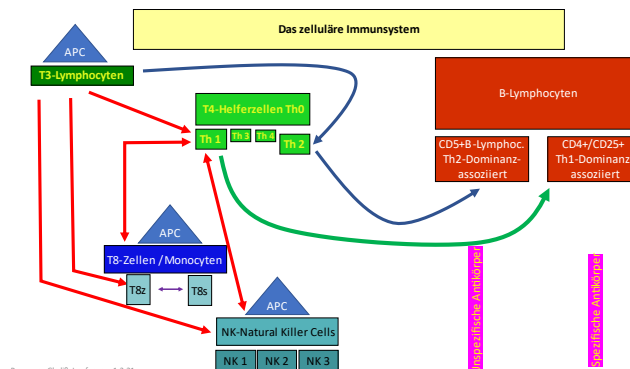 Das zelluläre Immunsystem
APC
T3-Lymphocyten
T4-Helferzellen Th0
Th 1
Th 3
Th 4
Th 2
B-Lymphocyten
CD5+B -Lymphoc.
Th2-Dominanz-
assoziiert
CD4+/CD25+
Th1-Dominanz
assoziiert
APC
T8-Zellen / Monocyten
T8z
T8s
APC
NK-Natural Killer Cells
NK 1
NK 2
NK 3
Inspezifische Antikörper
Spezifische Antikörper